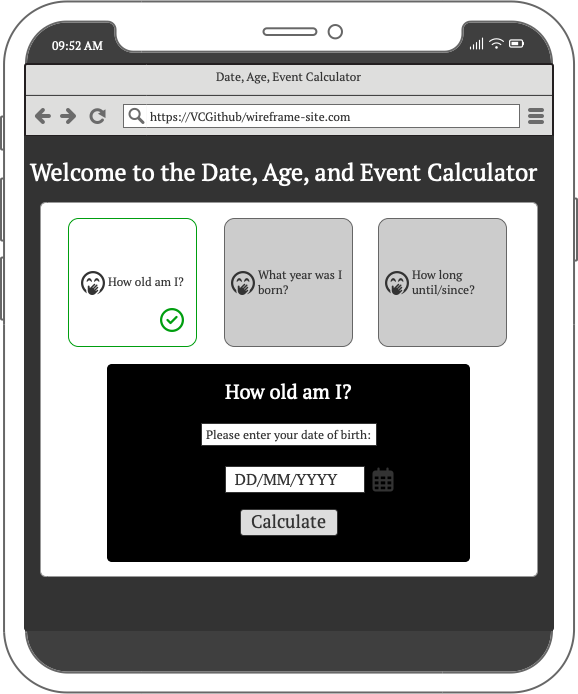 09:52 AM
Date, Age, Event Calculator
https://VCGithub/wireframe-site.com
Welcome to the Date, Age, and Event Calculator
How old am I?
What year was I
born?
How long
until/since?
How old am I?
Please enter your date of birth:
DD/MM/YYYY
Calculate